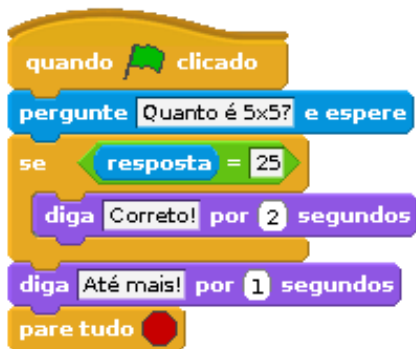 quando clicado
pergunte Quanto é 5x5? e espere
se resposta = 25
diga Correto! por 2 segundos
diga Até mais! por 1 segundos
pare tudo